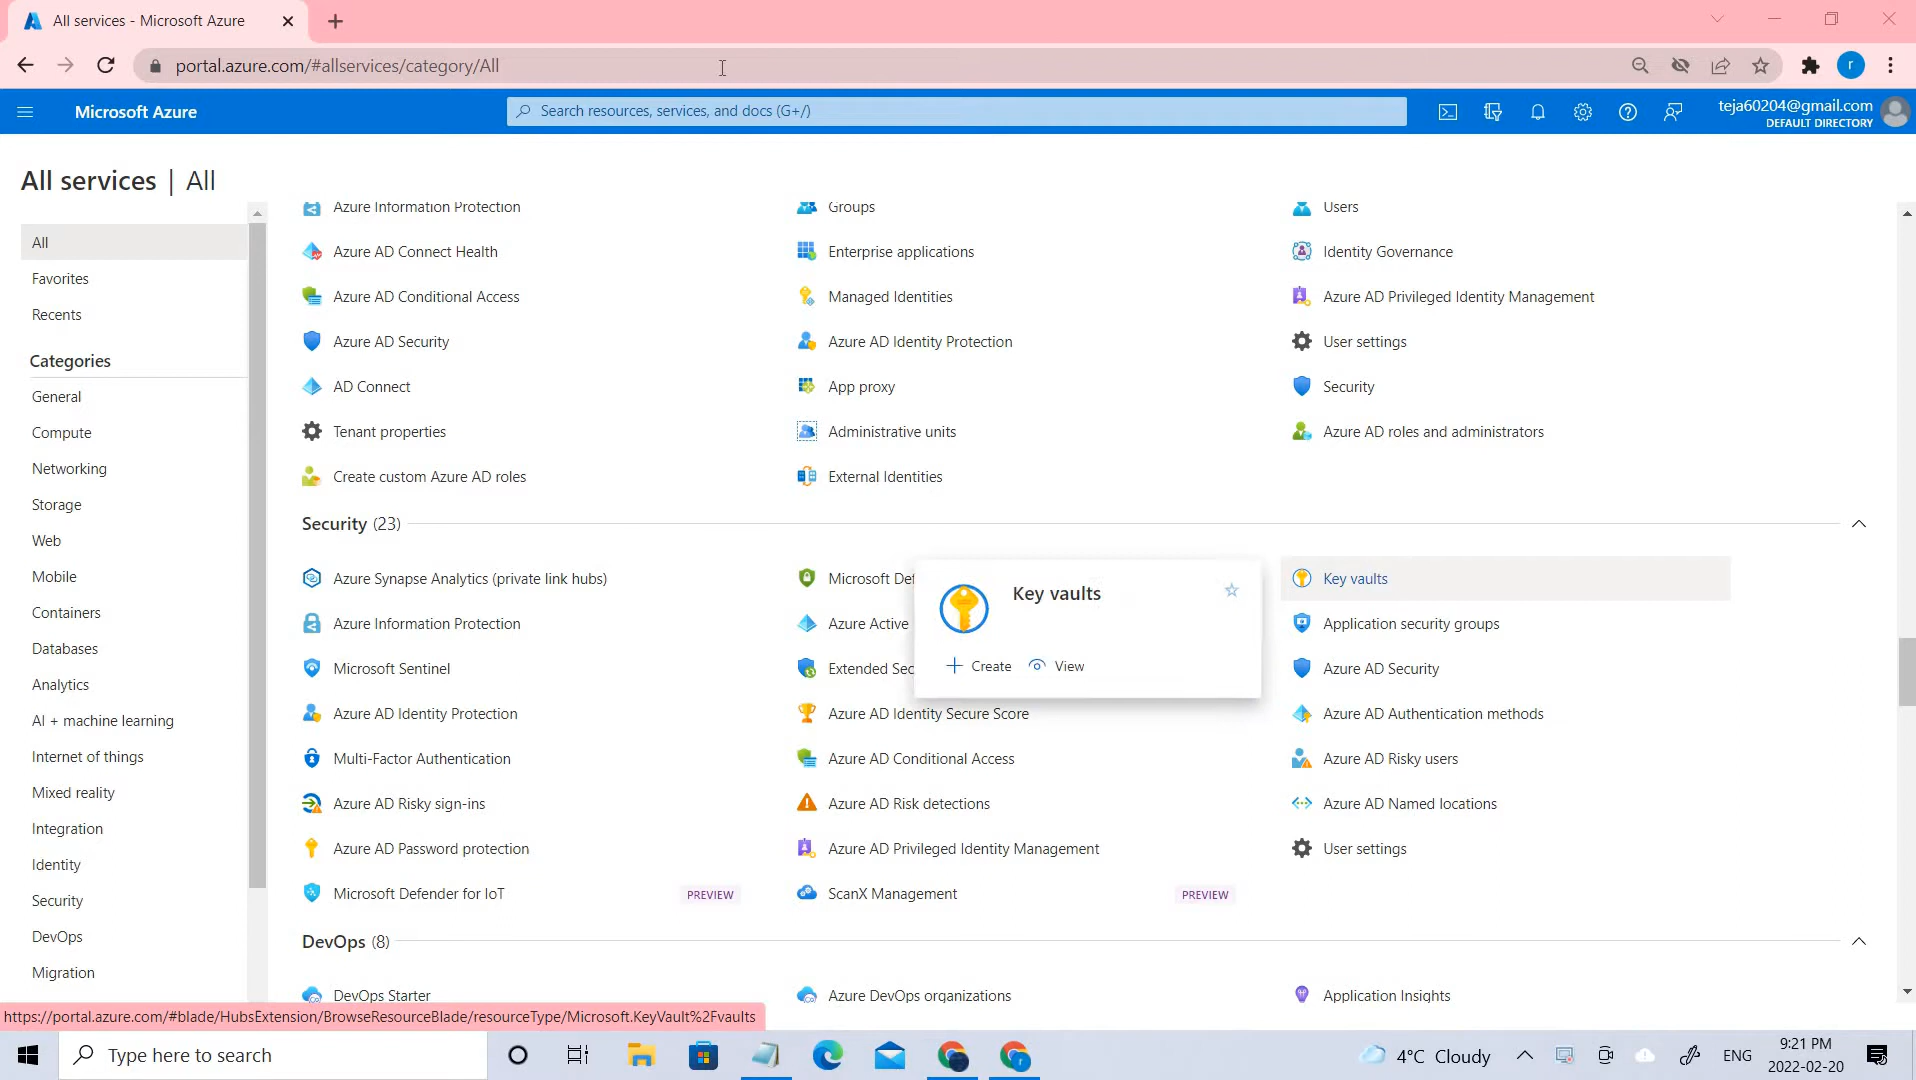 All services - Microsoft Azure
portal.azure.com/#allservices/category/All
r
Microsoft Azure
Search resources, services, and docs (G+/)
teja60204@gmail.com
DEFAULT DIRECTORY
All services | All
All
Favorites
Recents
Categories
General
Compute
Networking
Storage
Web
Mobile
Containers
Databases
Analytics
AI + machine learning
Internet of things
Mixed reality
Integration
Identity
Security
DevOps
Migration
Azure Information Protection
Groups
Users
Azure AD Connect Health
Enterprise applications
Identity Governance
Azure AD Conditional Access
Managed Identities
Azure AD Privileged Identity Management
Azure AD Security
Azure AD Identity Protection
User settings
AD Connect
App proxy
Security
Tenant properties
Administrative units
Azure AD roles and administrators
Create custom Azure AD roles
External Identities
Security (23)
Azure Synapse Analytics (private link hubs)
Microsoft Def
Key vaults
Key vaults
Create
View
Azure Information Protection
Azure Active
Application security groups
Microsoft Sentinel
Extended Sec
Azure AD Security
Azure AD Identity Protection
Azure AD Identity Secure Score
Azure AD Authentication methods
Multi-Factor Authentication
Azure AD Conditional Access
Azure AD Risky users
Azure AD Risky sign-ins
Azure AD Risk detections
Azure AD Named locations
Azure AD Password protection
Azure AD Privileged Identity Management
User settings
Microsoft Defender for IoT
PREVIEW
ScanX Management
PREVIEW
DevOps (8)
DevOps Starter
Azure DevOps organizations
Application Insights
https://portal.azure.com/#blade/HubsExtension/BrowseResourceBlade/resourceType/Microsoft.KeyVault%2Fvaults
Type here to search
4°C Cloudy
ENG
9:21 PM
2022-02-20